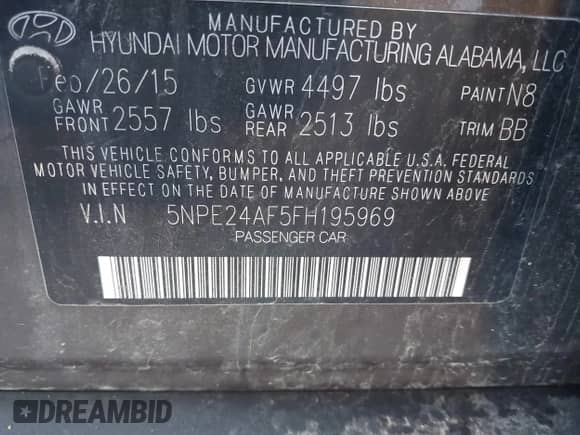 MANUFACTURED BY
HYUNDAI MOTOR MANUFACTURING ALABAMA, LLC
Feb/26/15 GVWR 4497 lbs PAINT N8
GAWR FRONT 2557 lbs GAWR REAR 2513 lbs TRIM BB
THIS VEHICLE CONFORMS TO ALL APPLICABLE U.S.A. FEDERAL
MOTOR VEHICLE SAFETY, BUMPER, AND THEFT PREVENTION STANDARDS
IN EFFECT ON THE DATE OF MANUFACTURE SHOWN ABOVE
V.I.N 5NPE24AF5FH195969
PASSENGER CAR
DREAMBID